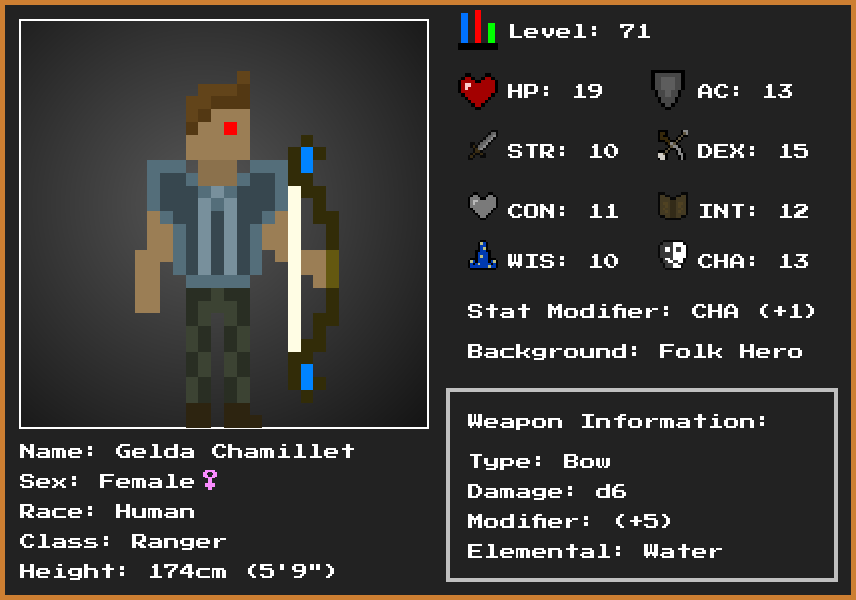 Level: 71
HP: 19
AC: 13
STR: 10
DEX: 15
CON: 11
INT: 12
WIS: 10
CHA: 13
Stat Modifier: CHA (+1)
Background: Folk Hero
Weapon Information:
Type: Bow
Damage: d6
Modifier: (+5)
Elemental: Water
Name: Gelda Chamillet
Sex: Female♀
Race: Human
Class: Ranger
Height: 174cm (5'9")